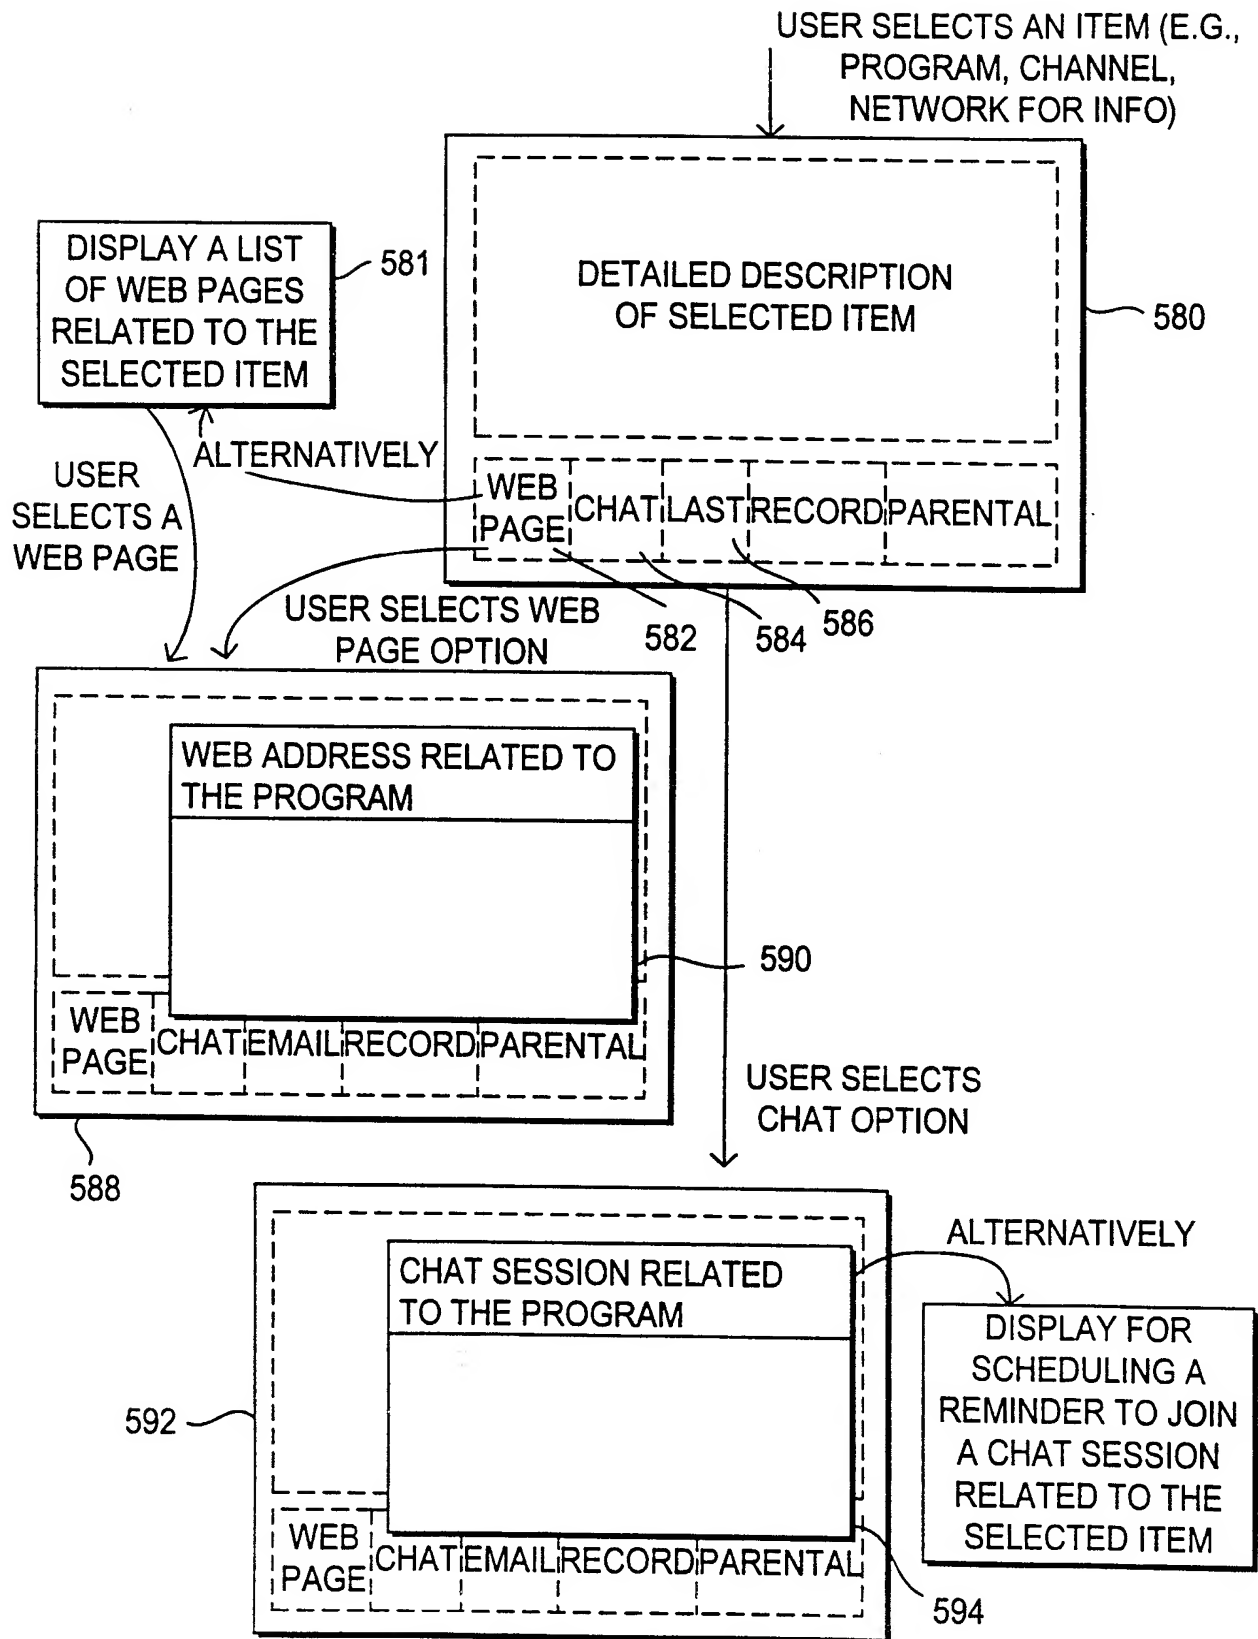 USER SELECTS AN ITEM (E.G.,
PROGRAM, CHANNEL,
NETWORK FOR INFO)
DISPLAY A LIST
OF WEB PAGES
RELATED TO THE
SELECTED ITEM
581
DETAILED DESCRIPTION
OF SELECTED ITEM
580
ALTERNATIVELY
USER
SELECTS A
WEB PAGE
WEB
PAGE
CHAT
LAST
RECORD
PARENTAL
582
584
586
USER SELECTS WEB
PAGE OPTION
WEB ADDRESS RELATED TO
THE PROGRAM
590
WEB
PAGE
CHAT
EMAIL
RECORD
PARENTAL
588
USER SELECTS
CHAT OPTION
CHAT SESSION RELATED
TO THE PROGRAM
ALTERNATIVELY
DISPLAY FOR
SCHEDULING A
REMINDER TO JOIN
A CHAT SESSION
RELATED TO THE
SELECTED ITEM
592
WEB
PAGE
CHAT
EMAIL
RECORD
PARENTAL
594